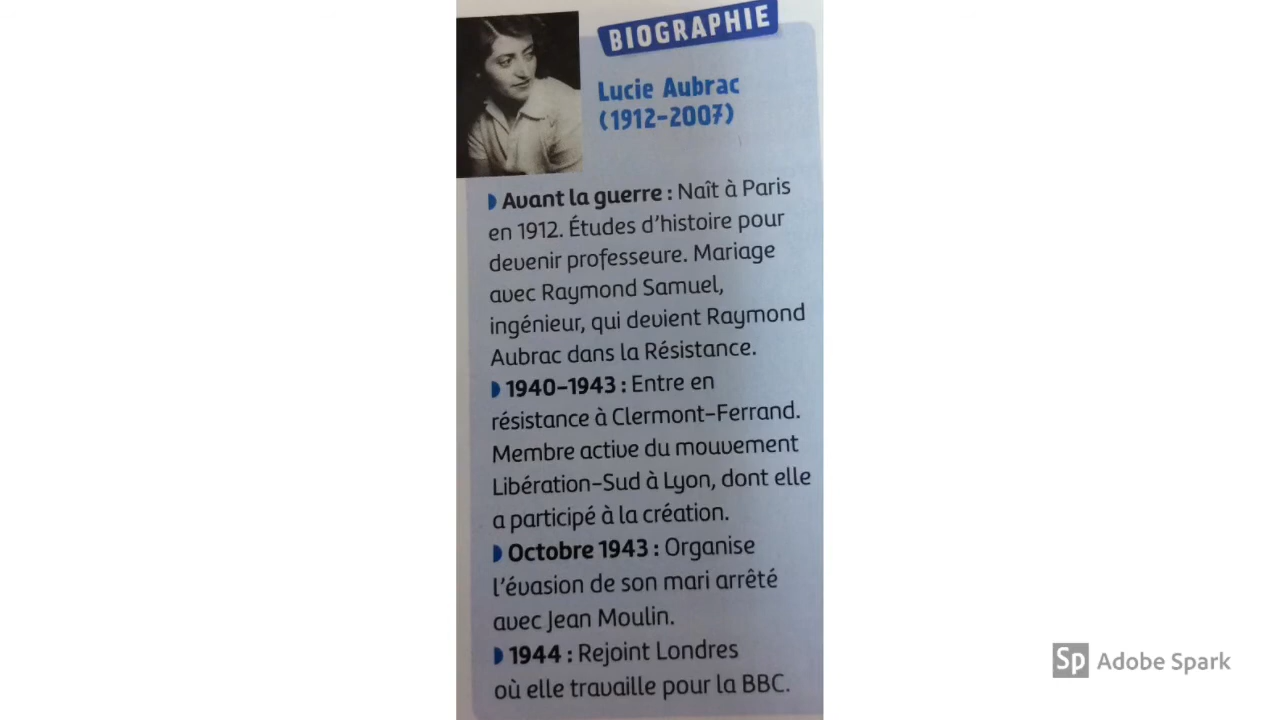 BIOGRAPHIE
Lucie Aubrac
(1912-2007)
Avant la guerre : Naît à Paris
en 1912. Études d'histoire pour
devenir professeure. Mariage
avec Raymond Samuel,
ingénieur, qui devient Raymond
Aubrac dans la Résistance.
1940-1943 : Entre en
résistance à Clermont-Ferrand.
Membre active du mouvement
Libération-Sud à Lyon, dont elle
a participé à la création.
Octobre 1943 : Organise
l'évasion de son mari arrêté
avec Jean Moulin.
1944 : Rejoint Londres
où elle travaille pour la BBC.
Sp Adobe Spark